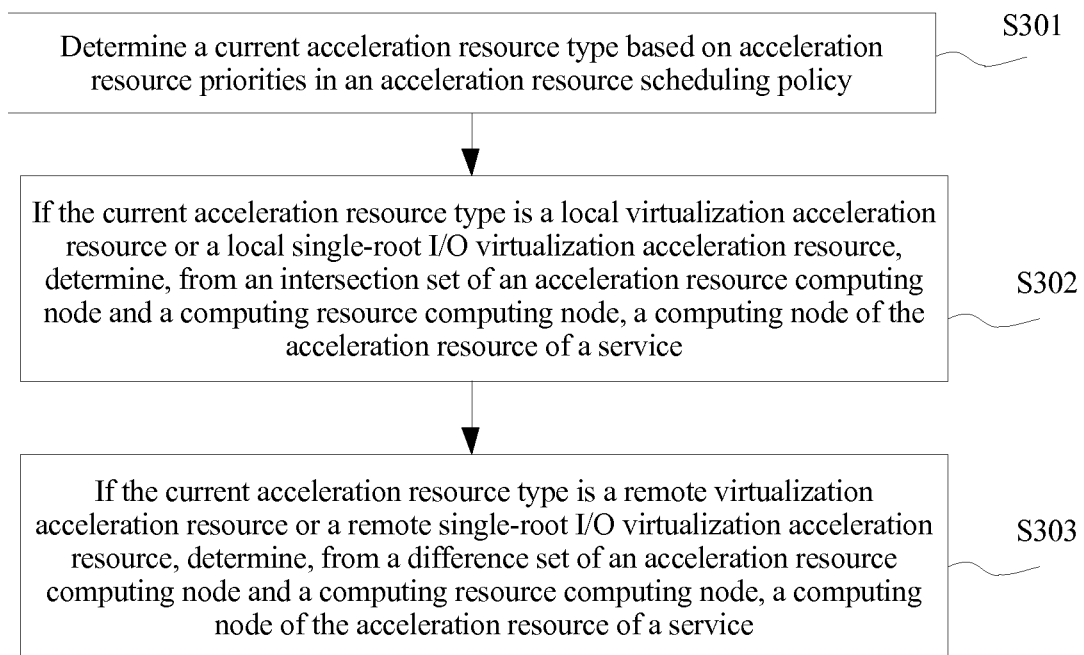 S301
Determine a current acceleration resource type based on acceleration
resource priorities in an acceleration resource scheduling policy
If the current acceleration resource type is a local virtualization acceleration
resource or a local single-root I/O virtualization acceleration resource,
determine, from an intersection set of an acceleration resource computing
node and a computing resource computing node, a computing node of the
acceleration resource of a service
S302
If the current acceleration resource type is a remote virtualization
acceleration resource or a remote single-root I/O virtualization acceleration
resource, determine, from a difference set of an acceleration resource
computing node and a computing resource computing node, a computing
node of the acceleration resource of a service
S303